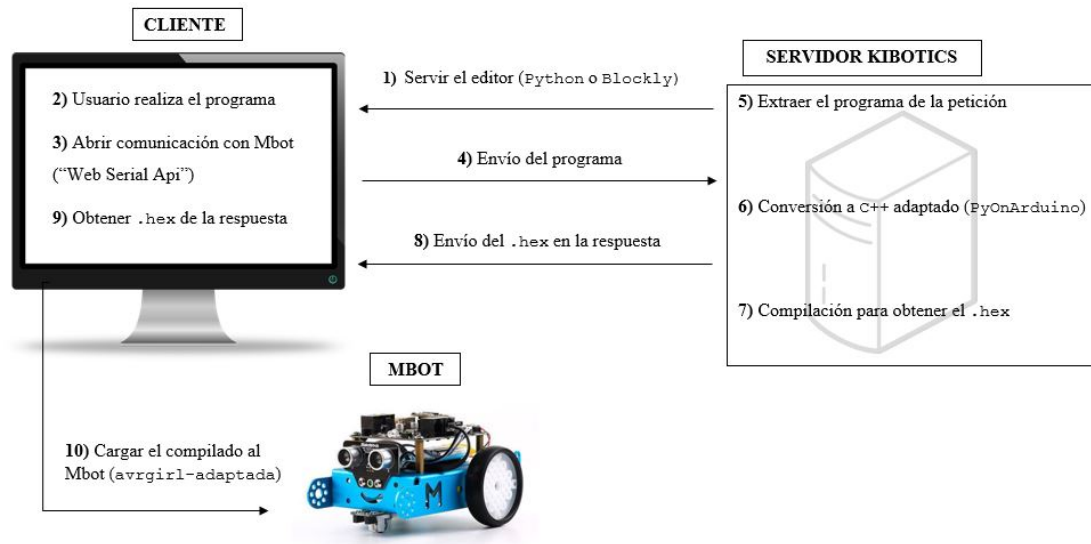 CLIENTE
SERVIDOR KIBOTICS
1) Servir el editor (Python o Blockly)
2) Usuario realiza el programa
3) Abrir comunicación con Mbot
(“Web Serial Api”)
9) Obtener .hex de la respuesta
4) Envío del programa
8) Envío del .hex en la respuesta
5) Extraer el programa de la petición
6) Conversión a C++ adaptado (PyOnArduino)
7) Compilación para obtener el .hex
MBOT
10) Cargar el compilado al
Mbot (avrgirl-adaptada)
M